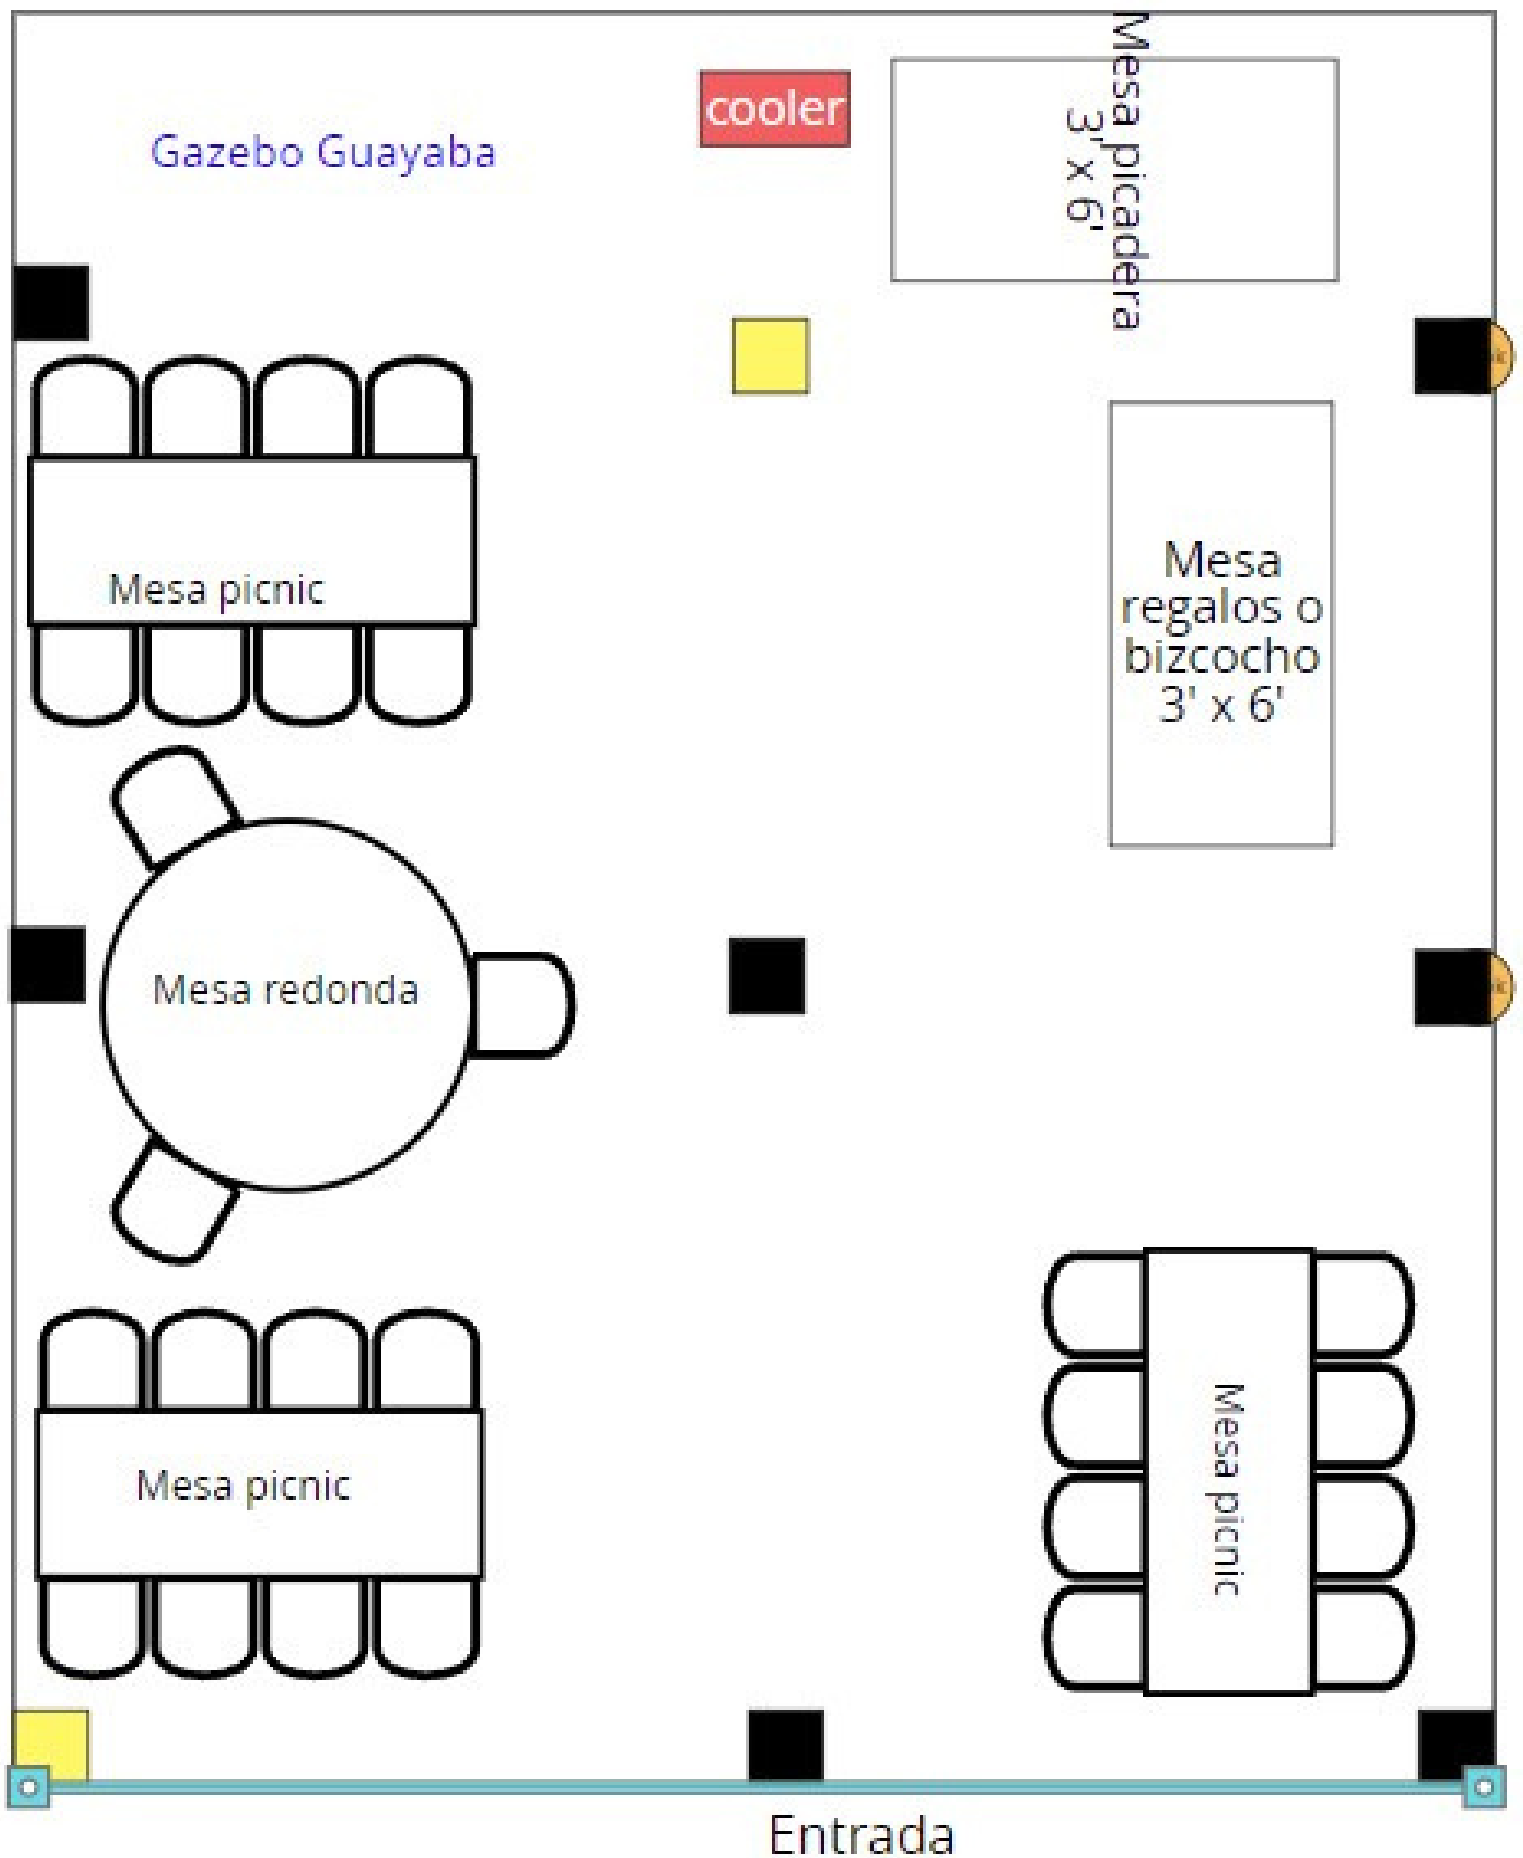 Gazebo Guayaba
cooler
Mesa picadera
3' x 6'
Mesa picnic
Mesa
regalos o
bizcocho
3' x 6'
Mesa redonda
Mesa picnic
Mesa picnic
Entrada